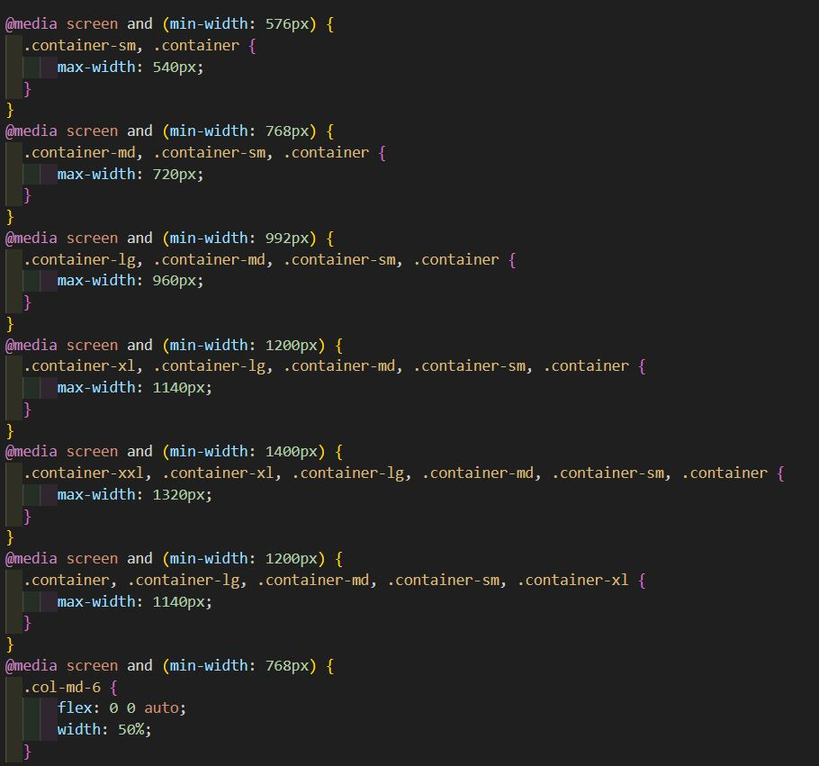 @media screen and (min-width: 576px) {
.container-sm, .container {
max-width: 540px;
}
}
@media screen and (min-width: 768px) {
.container-md, .container-sm, .container {
max-width: 720px;
}
}
@media screen and (min-width: 992px) {
.container-lg, .container-md, .container-sm, .container {
max-width: 960px;
}
}
@media screen and (min-width: 1200px) {
.container-xl, .container-lg, .container-md, .container-sm, .container {
max-width: 1140px;
}
}
@media screen and (min-width: 1400px) {
.container-xxl, .container-xl, .container-lg, .container-md, .container-sm, .container {
max-width: 1320px;
}
}
@media screen and (min-width: 1200px) {
.container, .container-lg, .container-md, .container-sm, .container-xl {
max-width: 1140px;
}
}
@media screen and (min-width: 768px) {
.col-md-6 {
flex: 0 0 auto;
width: 50%;
}